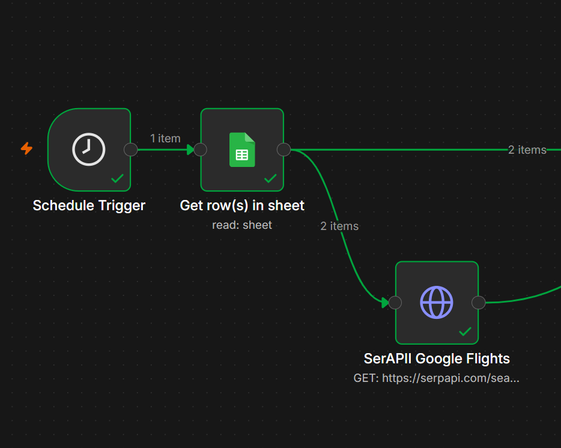 1 item
2 items
Schedule Trigger
Get row(s) in sheet
read: sheet
2 items
SerAPII Google Flights
GET: https://serpapi.com/sea...